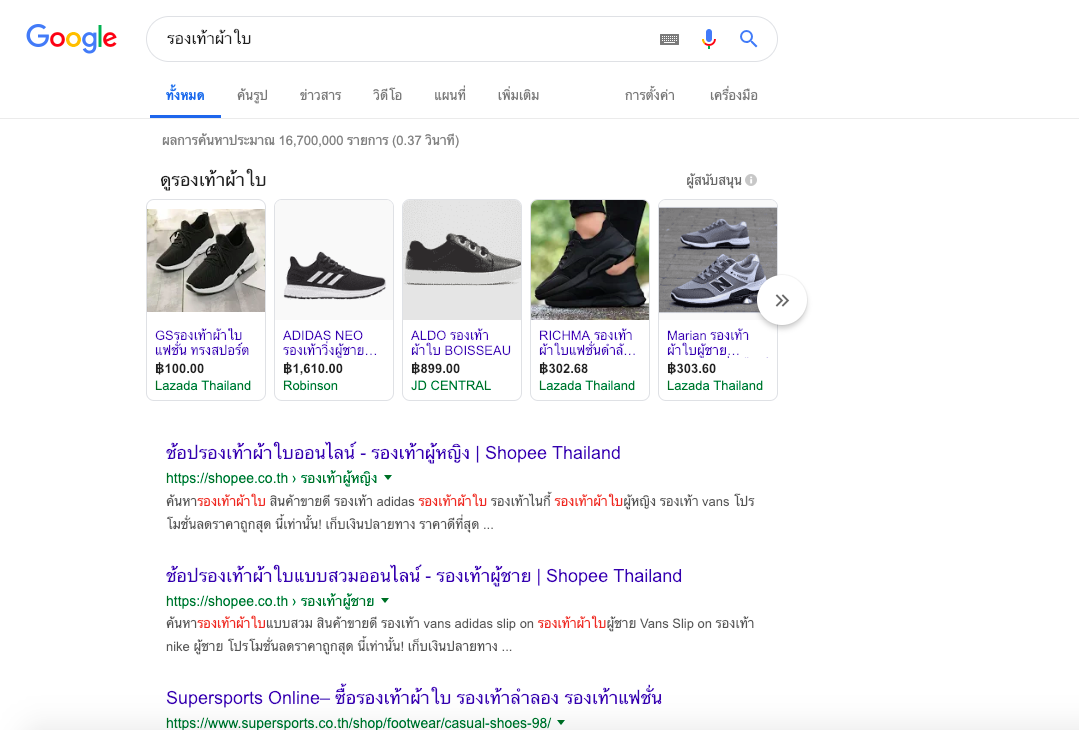 Google
รองเท้าผ้าใบ
ทั้งหมด ค้นรูป ข่าวสาร วิดีโอ แผนที่ เพิ่มเติม การตั้งค่า เครื่องมือ
ผลการค้นหาประมาณ 16,700,000 รายการ (0.37 วินาที)
ดูรองเท้าผ้าใบ ผู้สนับสนุน
GSรองเท้าผ้าใบ
แฟชั่น ทรงสปอร์ต
฿100.00
Lazada Thailand
ADIDAS NEO
รองเท้าวิ่งผู้ชาย...
฿1,610.00
Robinson
ALDO รองเท้า
ผ้าใบ BOISSEAU
฿899.00
JD CENTRAL
RICHMA รองเท้า
ผ้าใบแฟชั่นดำสั...
฿302.68
Lazada Thailand
Marian รองเท้า
ผ้าใบผู้ชาย...
฿303.60
Lazada Thailand
ช้อปรองเท้าผ้าใบออนไลน์ - รองเท้าผู้หญิง | Shopee Thailand
https://shopee.co.th › รองเท้าผู้หญิง
ค้นหารองเท้าผ้าใบ สินค้าขายดี รองเท้า adidas รองเท้าผ้าใบ รองเท้าไนกี้ รองเท้าผ้าใบผู้หญิง รองเท้า vans โปร
โมชั่นลดราคาถูกสุด นี้เท่านั้น! เก็บเงินปลายทาง ราคาดีที่สุด ...
ช้อปรองเท้าผ้าใบแบบสวมออนไลน์ - รองเท้าผู้ชาย | Shopee Thailand
https://shopee.co.th › รองเท้าผู้ชาย
ค้นหารองเท้าผ้าใบแบบสวม สินค้าขายดี รองเท้า vans adidas slip on รองเท้าผ้าใบผู้ชาย Vans Slip on รองเท้า
nike ผู้ชาย โปรโมชั่นลดราคาถูกสุด นี้เท่านั้น! เก็บเงินปลายทาง ...
Supersports Online– ซื้อรองเท้าผ้าใบ รองเท้าลำลอง รองเท้าแฟชั่น
https://www.supersports.co.th/shop/footwear/casual-shoes-98/